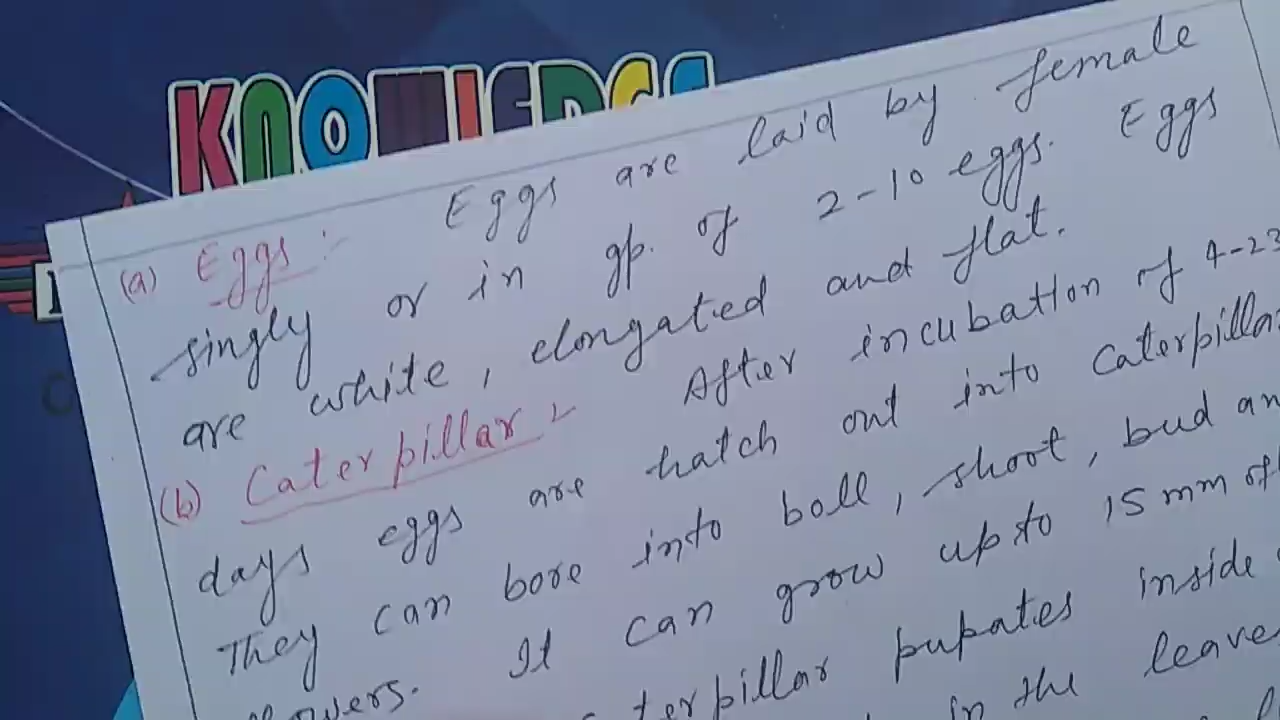 KNOWLEDGE
(a) Eggs :- Eggs are laid by female
singly or in gp. of 2-10 eggs. Eggs
are white, elongated and flat.
(b) Caterpillar :- After incubation of 4-23
days eggs are hatch out into Caterpillar
They can bore into boll, shoot, bud an
flowers. It can grow upto 15 mm of
terpillar pupates inside
in the leave